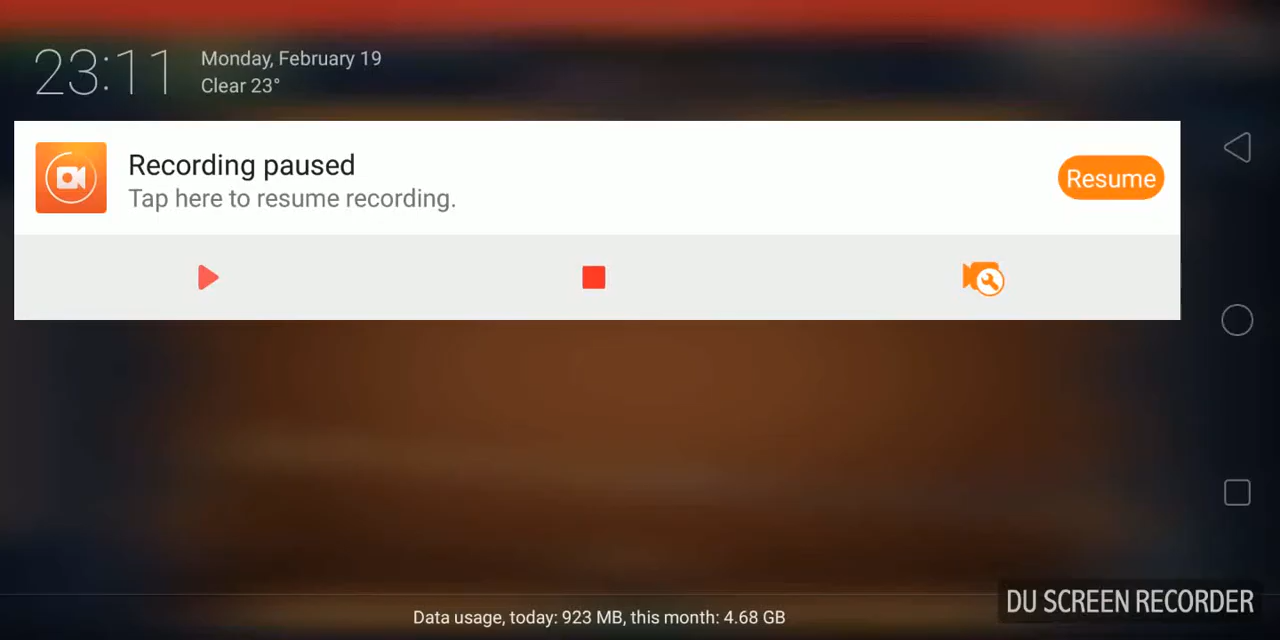 23:11
Monday, February 19
Clear 23°
Recording paused
Tap here to resume recording.
Resume
Data usage, today: 923 MB, this month: 4.68 GB
DU SCREEN RECORDER